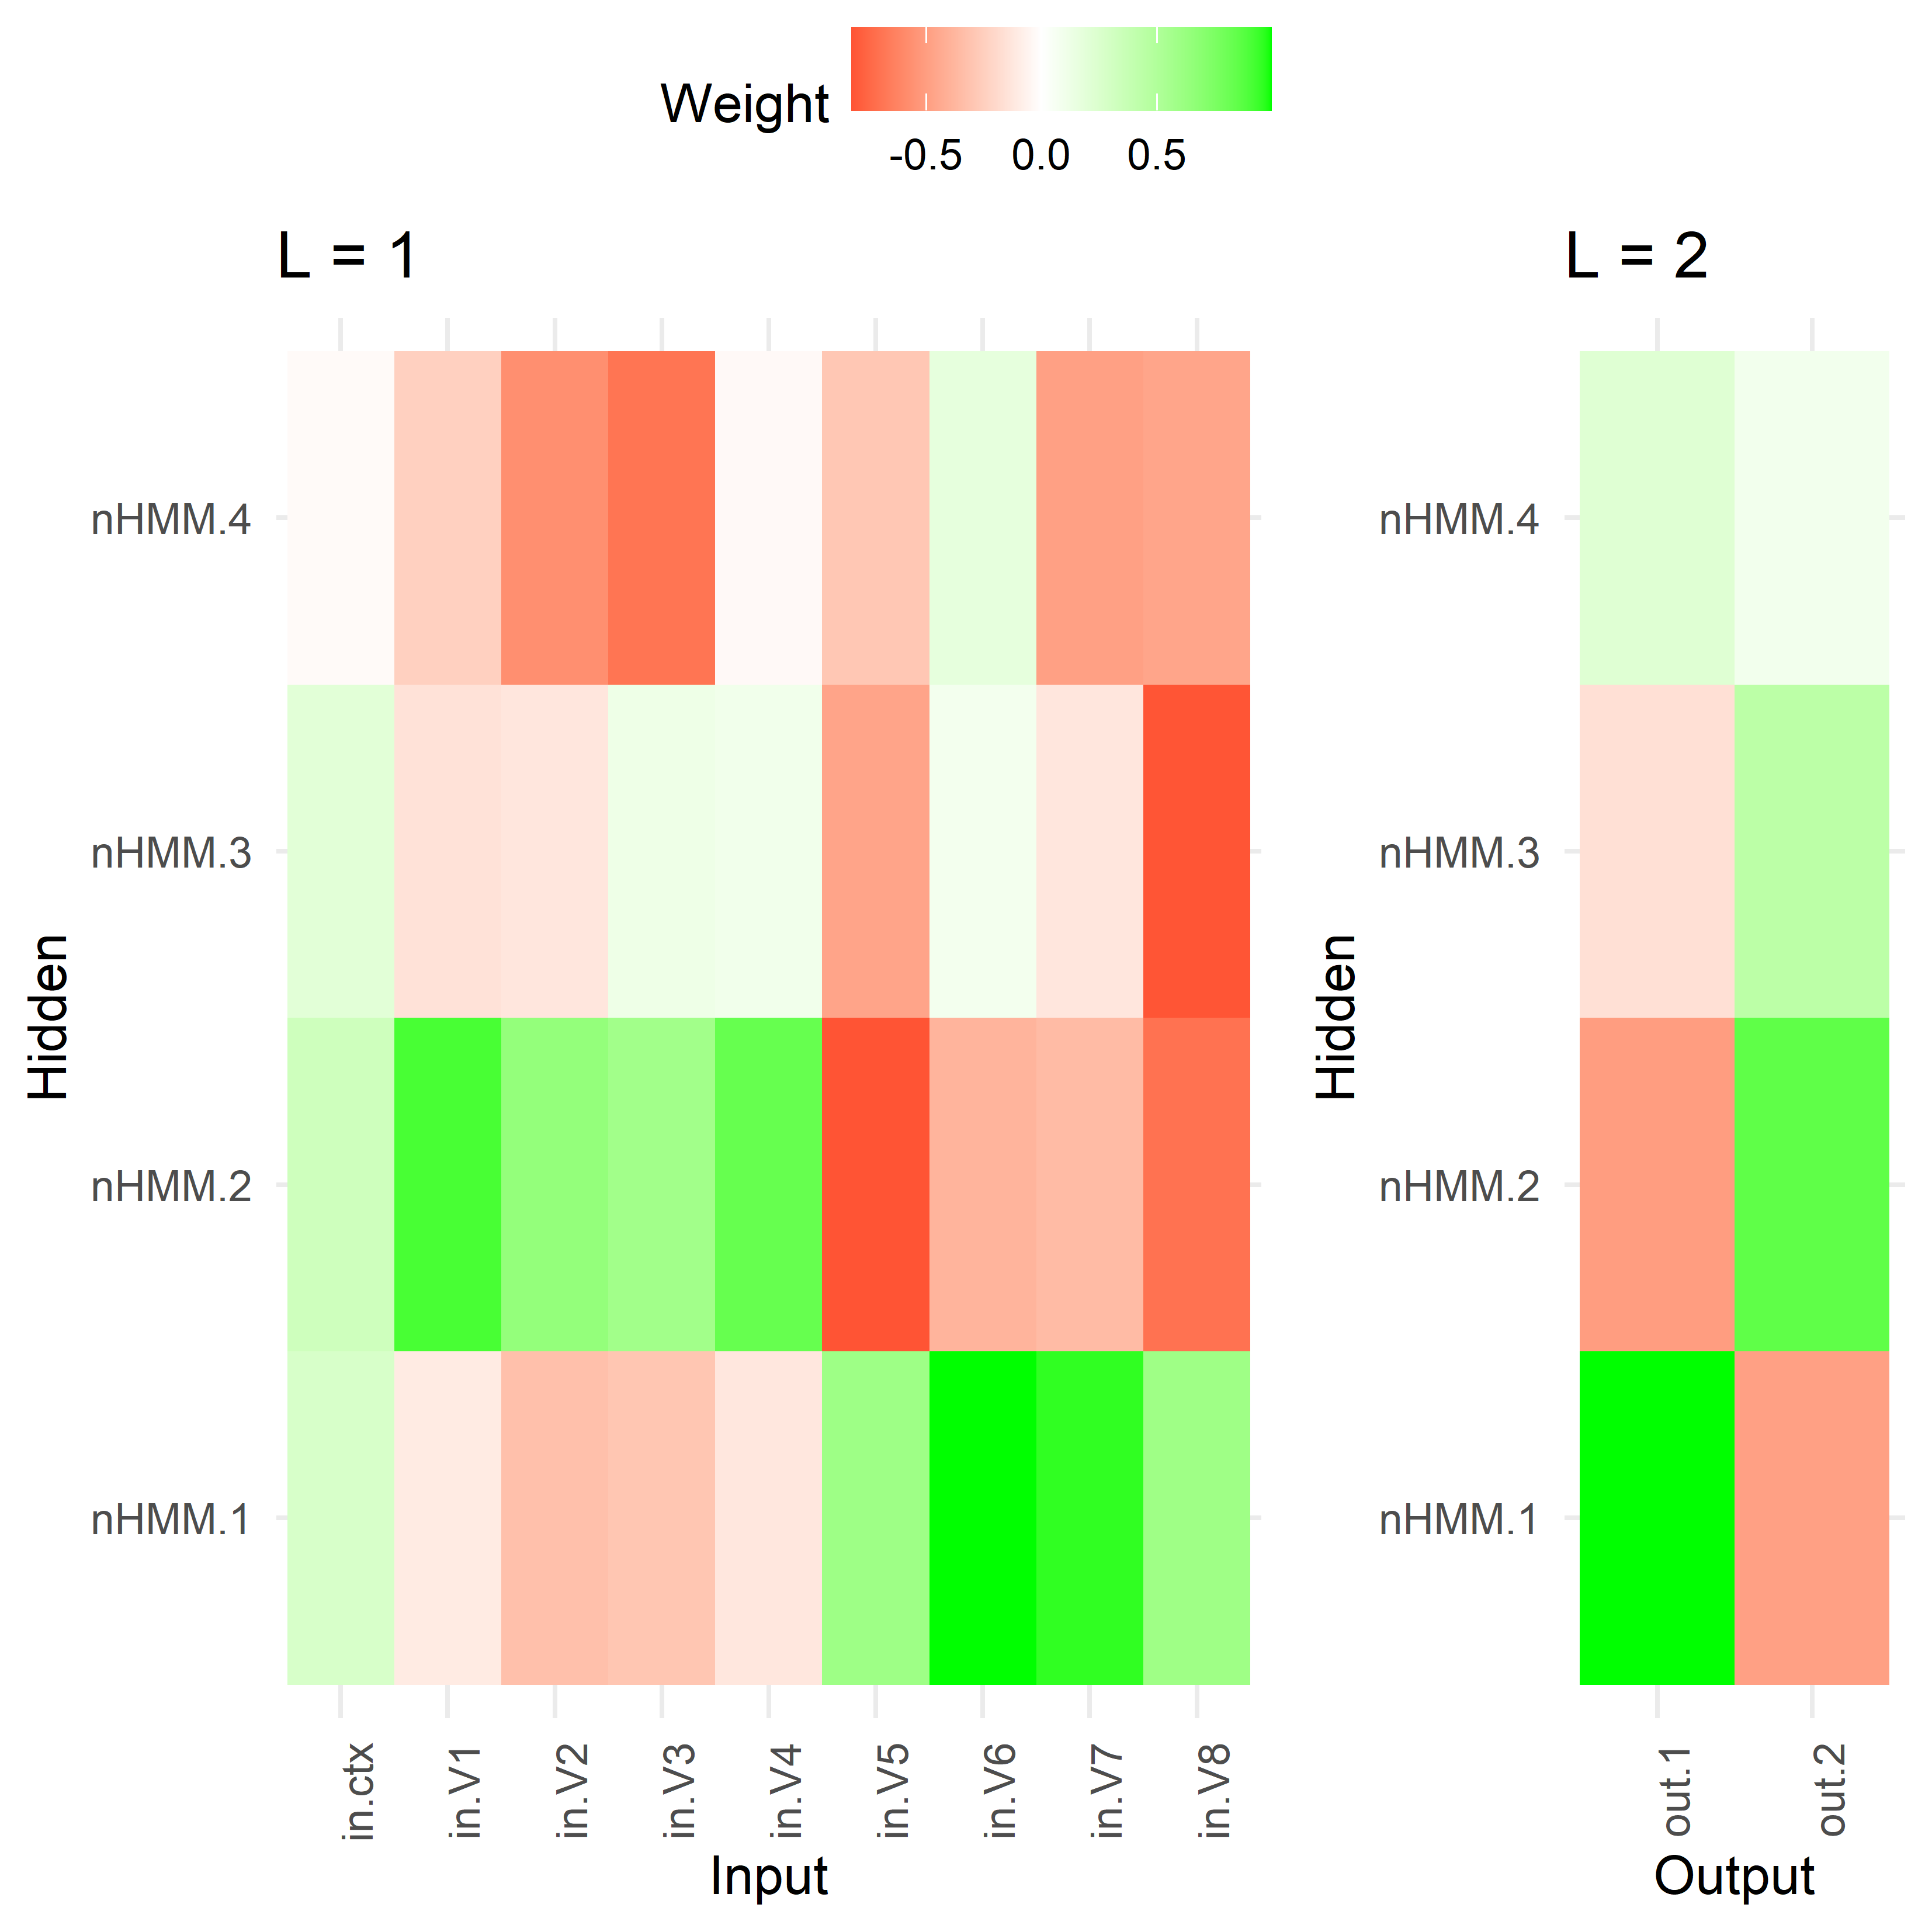 Weight
-0.5 0.0 0.5
L = 1
nHMM.4
nHMM.3
nHMM.2
nHMM.1
Hidden
in.ctx in.V1 in.V2 in.V3 in.V4 in.V5 in.V6 in.V7 in.V8
Input
L = 2
nHMM.4
nHMM.3
nHMM.2
nHMM.1
Hidden
out.1 out.2
Output